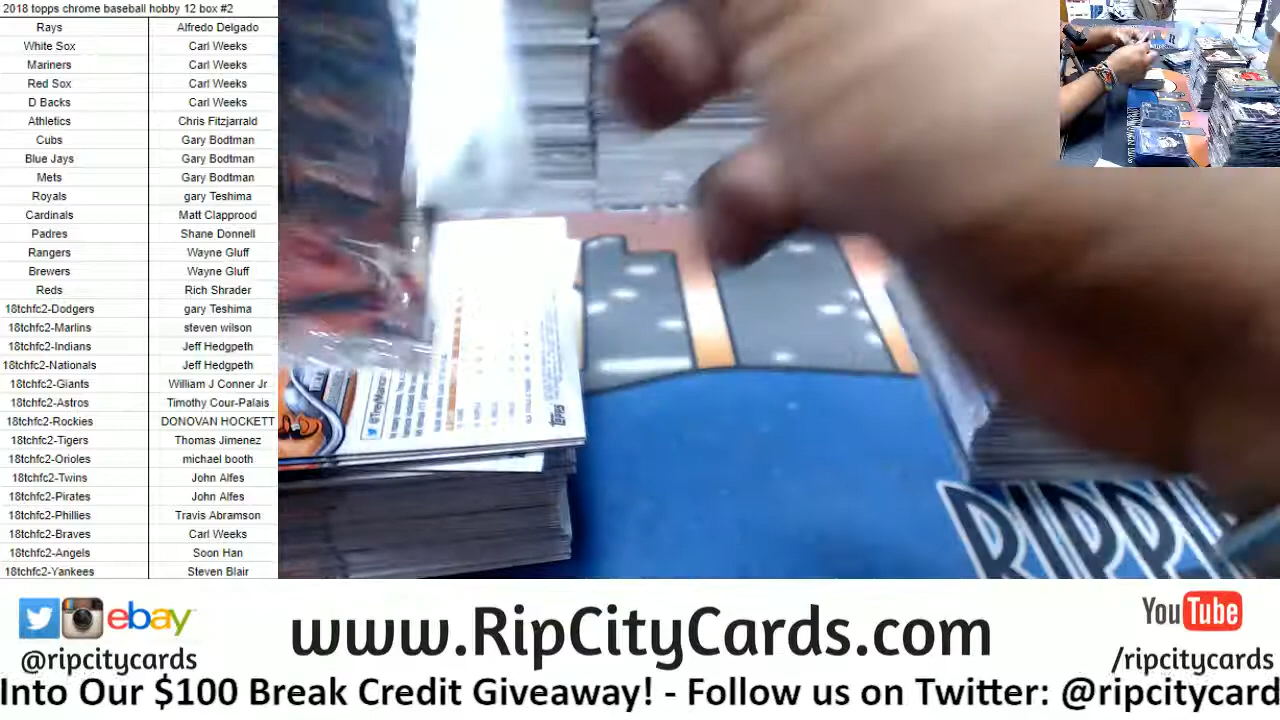 2018 topps chrome baseball hobby 12 box #2
Rays Alfredo Delgado
White Sox Carl Weeks
Mariners Carl Weeks
Red Sox Carl Weeks
D Backs Carl Weeks
Athletics Chris Fitzjarrald
Cubs Gary Bodtman
Blue Jays Gary Bodtman
Mets Gary Bodtman
Royals gary Teshima
Cardinals Matt Clapprood
Padres Shane Donnell
Rangers Wayne Gluff
Brewers Wayne Gluff
Reds Rich Shrader
18tchfc2-Dodgers gary Teshima
18tchfc2-Marlins steven wilson
18tchfc2-Indians Jeff Hedgpeth
18tchfc2-Nationals Jeff Hedgpeth
18tchfc2-Giants William J Conner Jr
18tchfc2-Astros Timothy Cour-Palais
18tchfc2-Rockies DONOVAN HOCKETT
18tchfc2-Tigers Thomas Jimenez
18tchfc2-Orioles michael booth
18tchfc2-Twins John Alfes
18tchfc2-Pirates John Alfes
18tchfc2-Phillies Travis Abramson
18tchfc2-Braves Carl Weeks
18tchfc2-Angels Soon Han
18tchfc2-Yankees Steven Blair
Topps
RIPPI
ebay
@ripcitycards
www.RipCityCards.com
YouTube
/ripcitycards
Into Our $100 Break Credit Giveaway! - Follow us on Twitter: @ripcitycard